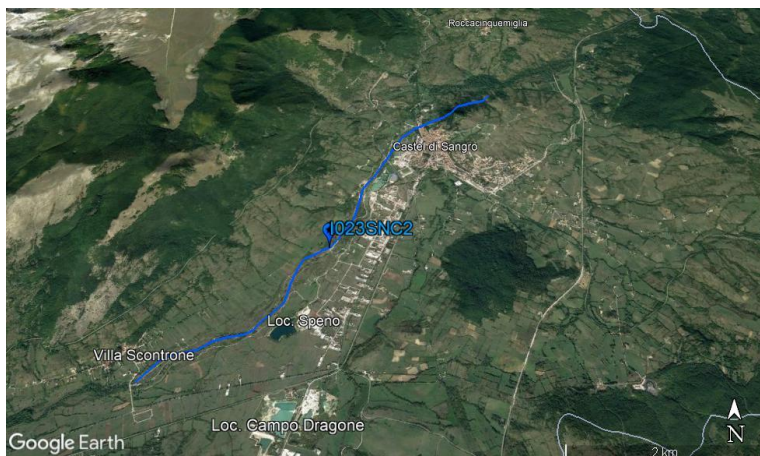 Roccacinquemiglia
Castel di Sangro
I023SNC2
Loc. Speno
Villa Scontrone
Loc. Campo Dragone
Google Earth
N
2 km